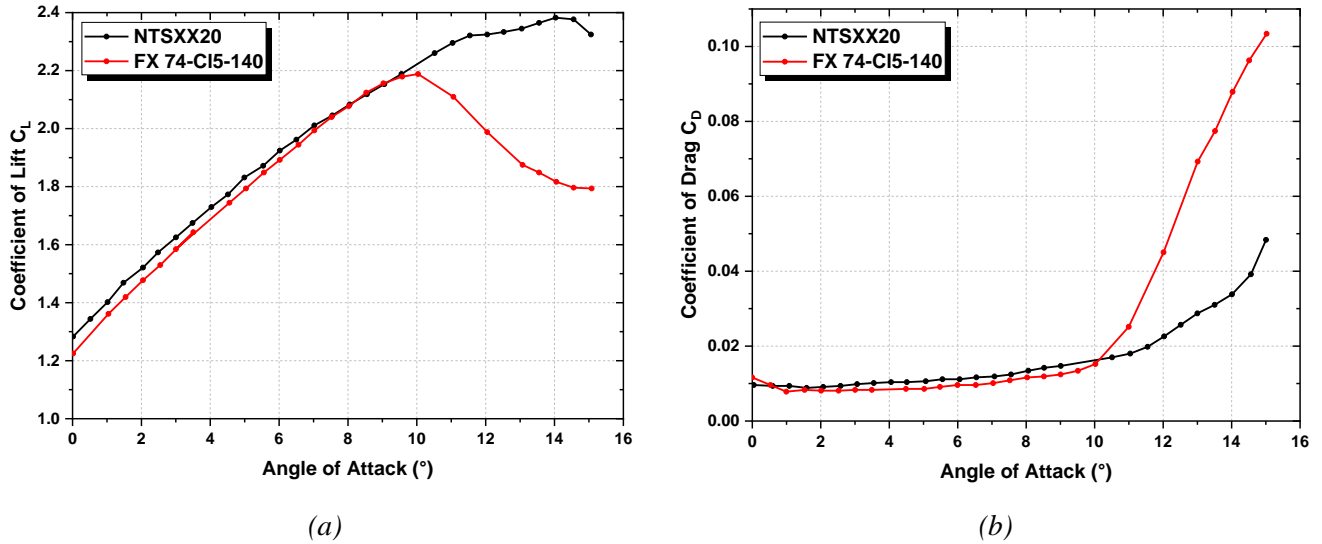 NTSXX20
FX 74-CI5-140
Coefficient of Lift C_L
2.4
2.2
2.0
1.8
1.6
1.4
1.2
1.0
0 2 4 6 8 10 12 14 16
Angle of Attack (°)
(a)
NTSXX20
FX 74-CI5-140
Coefficient of Drag C_D
0.10
0.08
0.06
0.04
0.02
0.00
0 2 4 6 8 10 12 14 16
Angle of Attack (°)
(b)